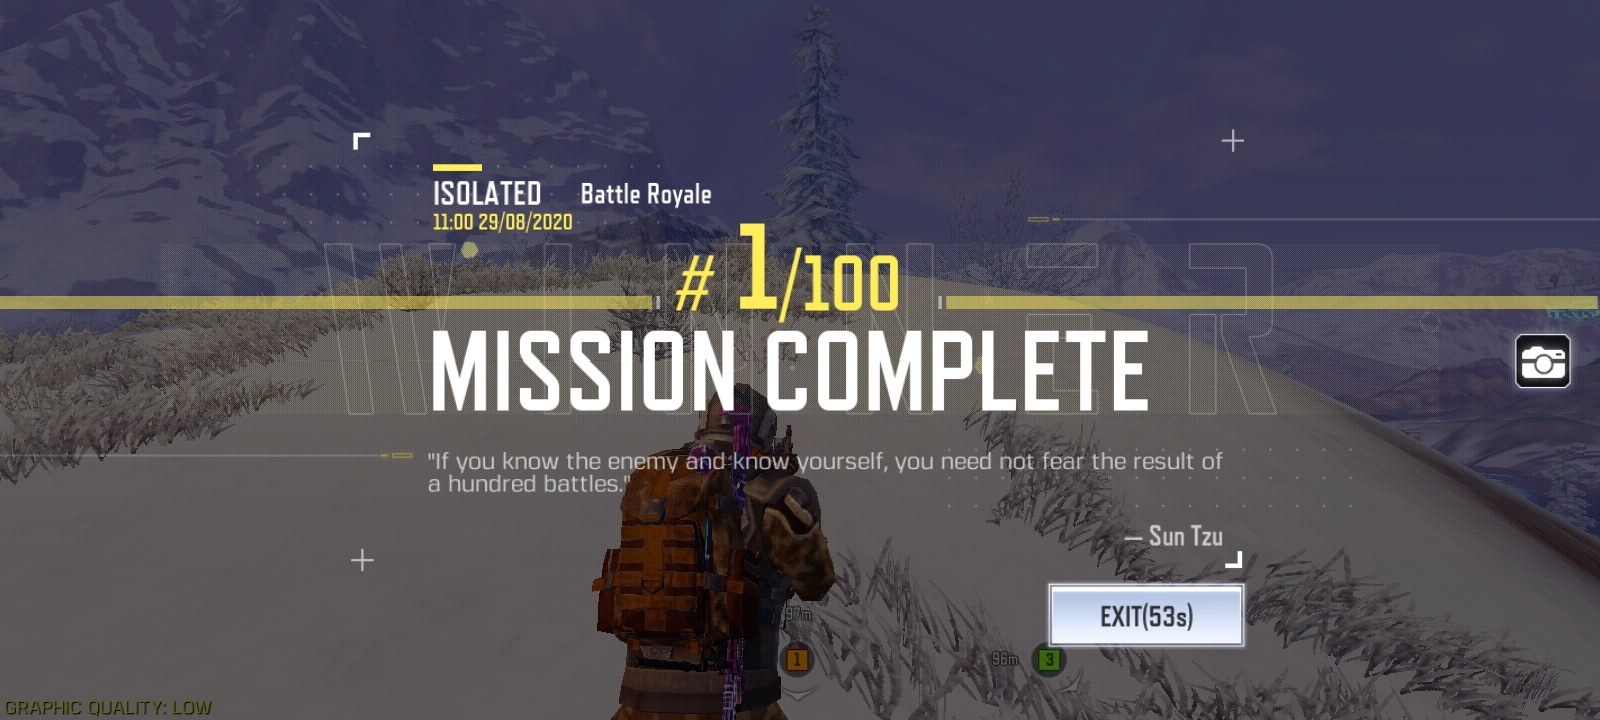 ISOLATED Battle Royale
11:00 29/08/2020
WINNER
# 1/100
MISSION COMPLETE
"If you know the enemy and know yourself, you need not fear the result of
a hundred battles."
— Sun Tzu
EXIT(53s)
97m
1
96m 3
GRAPHIC QUALITY: LOW